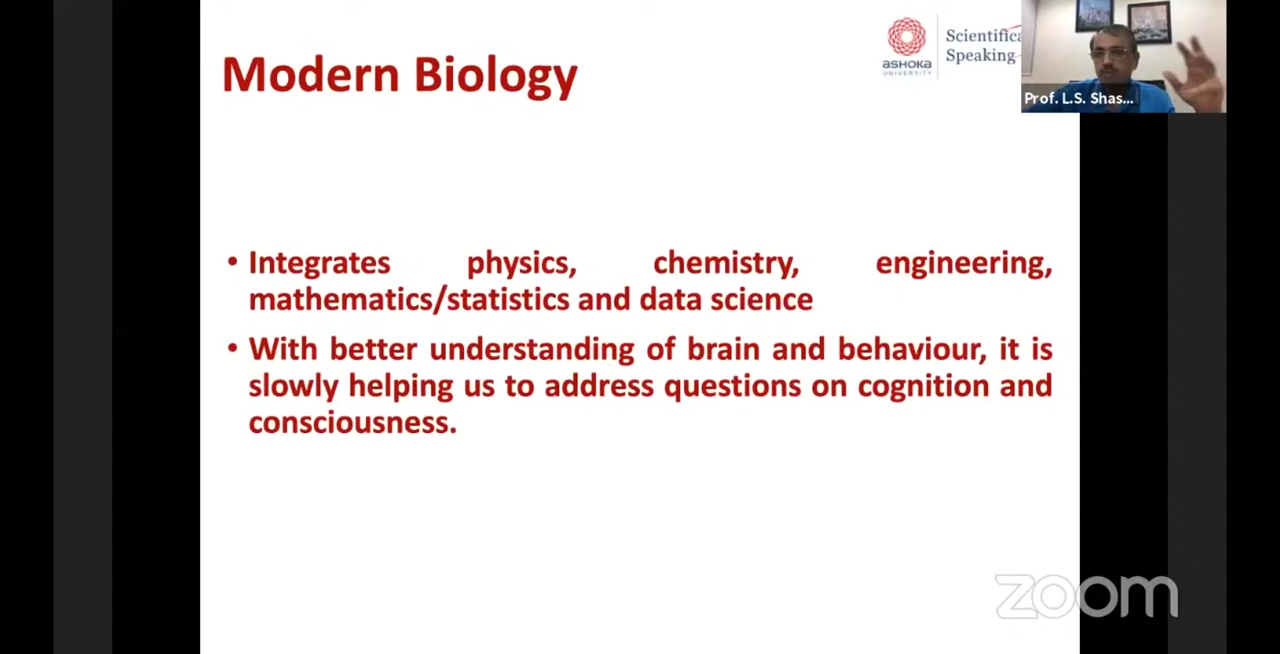 Modern Biology
ASHOKA
UNIVERSITY
Speaking
Prof. L.S. Shas...
• Integrates physics, chemistry, engineering,
mathematics/statistics and data science
• With better understanding of brain and behaviour, it is
slowly helping us to address questions on cognition and
consciousness.
zoom